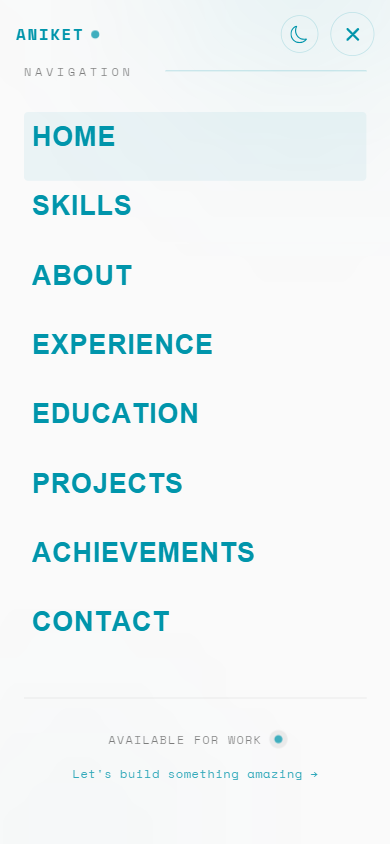 ANIKET
NAVIGATION
HOME
SKILLS
ABOUT
EXPERIENCE
EDUCATION
PROJECTS
ACHIEVEMENTS
CONTACT
AVAILABLE FOR WORK
Let's build something amazing →